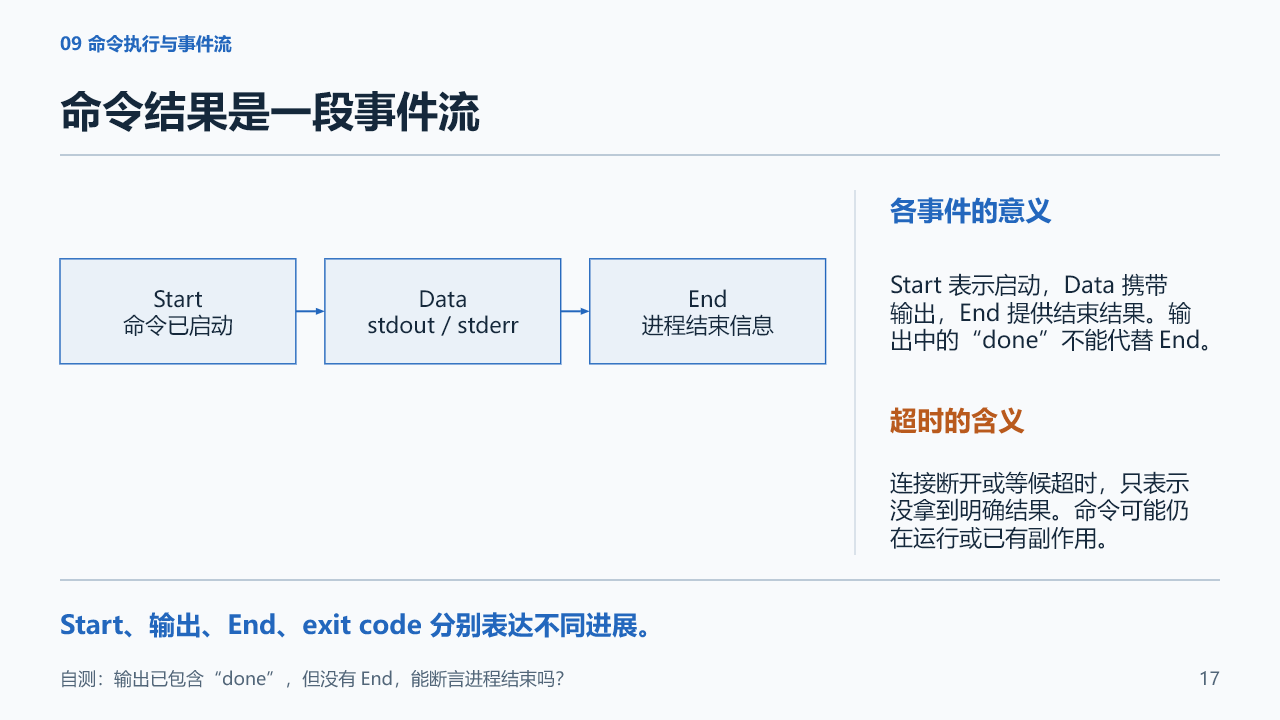 09 命令执行与事件流
命令结果是一段事件流
Start
命令已启动
Data
stdout / stderr
End
进程结束信息
各事件的意义
Start 表示启动，Data 携带
输出，End 提供结束结果。输
出中的“done”不能代替 End。
超时的含义
连接断开或等候超时，只表示
没拿到明确结果。命令可能仍
在运行或已有副作用。
Start、输出、End、exit code 分别表达不同进展。
自测：输出已包含“done”，但没有 End，能断言进程结束吗？
17